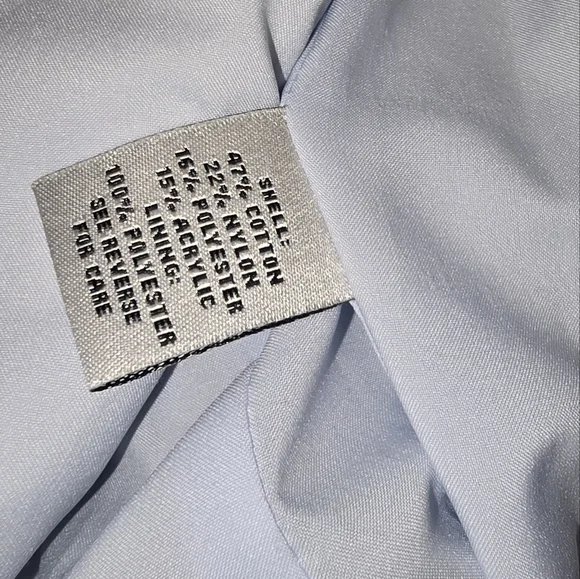 SHELL:
47% COTTON
22% NYLON
16% POLYESTER
15% ACRYLIC
LINING:
100% POLYESTER
SEE REVERSE
FOR CARE